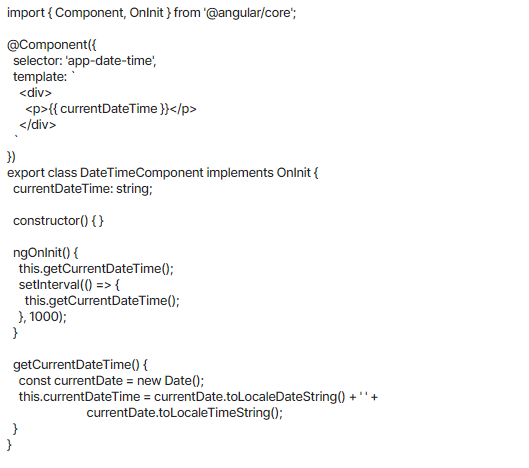 import { Component, OnInit } from '@angular/core';
@Component({
selector: 'app-date-time',
template: `
<div>
<p>{{ currentDateTime }}</p>
</div>
`
})
export class DateTimeComponent implements OnInit {
currentDateTime: string;
constructor() { }
ngOnInit() {
this.getCurrentDateTime();
setInterval(() => {
this.getCurrentDateTime();
}, 1000);
}
getCurrentDateTime() {
const currentDate = new Date();
this.currentDateTime = currentDate.toLocaleDateString() + ' ' +
currentDate.toLocaleTimeString();
}
}